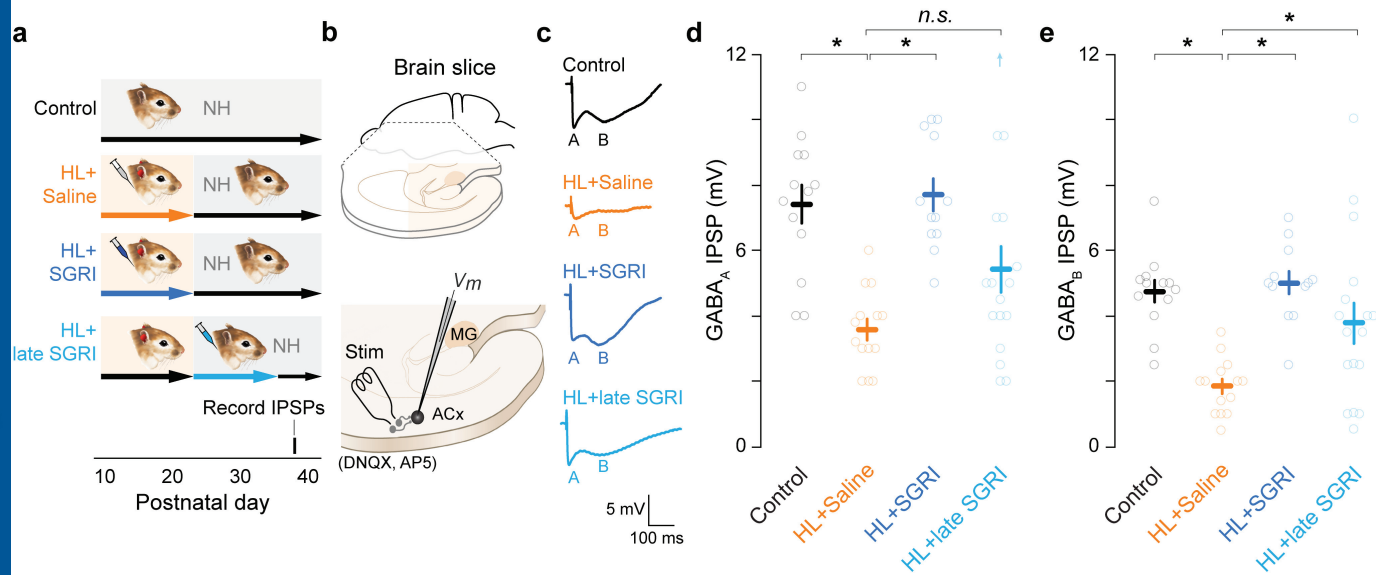 a
Control
NH
HL+
Saline
NH
HL+
SGRI
NH
HL+
late SGRI
NH
Record IPSPs
10 20 30 40
Postnatal day
b
Brain slice
Vm
MG
Stim
ACx
(DNQX, AP5)
c
Control
A B
HL+Saline
A B
HL+SGRI
A B
HL+late SGRI
A B
5 mV
100 ms
d
n.s.
* *
12
6
0
GABAA IPSP (mV)
Control
HL+Saline
HL+SGRI
HL+late SGRI
e
*
* *
12
6
0
GABAB IPSP (mV)
Control
HL+Saline
HL+SGRI
HL+late SGRI